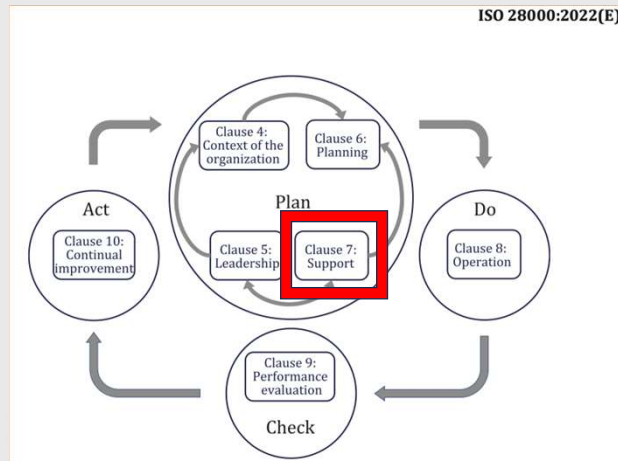 ISO 28000:2022(E)
Clause 4:
Context of the
organization
Clause 6:
Planning
Plan
Clause 5:
Leadership
Clause 7:
Support
Act
Clause 10:
Continual
improvement
Do
Clause 8:
Operation
Clause 9:
Performance
evaluation
Check